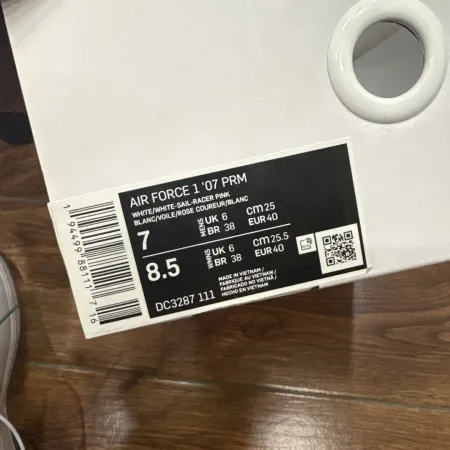 AIR FORCE 1 '07 PRM
WHITE/WHITE-SAIL-RACER PINK
BLANC/VOILE/ROSE COUREUR/BLANC
7 MENS UK 6 CM 25
BR 38 EUR 40
8.5 WMNS UK 6 CM 25.5
BR 38 EUR 40
MADE IN VIETNAM /
FABRIQUÉ AU VIETNAM /
FABRICADO NO VIETNÃ /
HECHO EN VIETNAM
DC3287 111